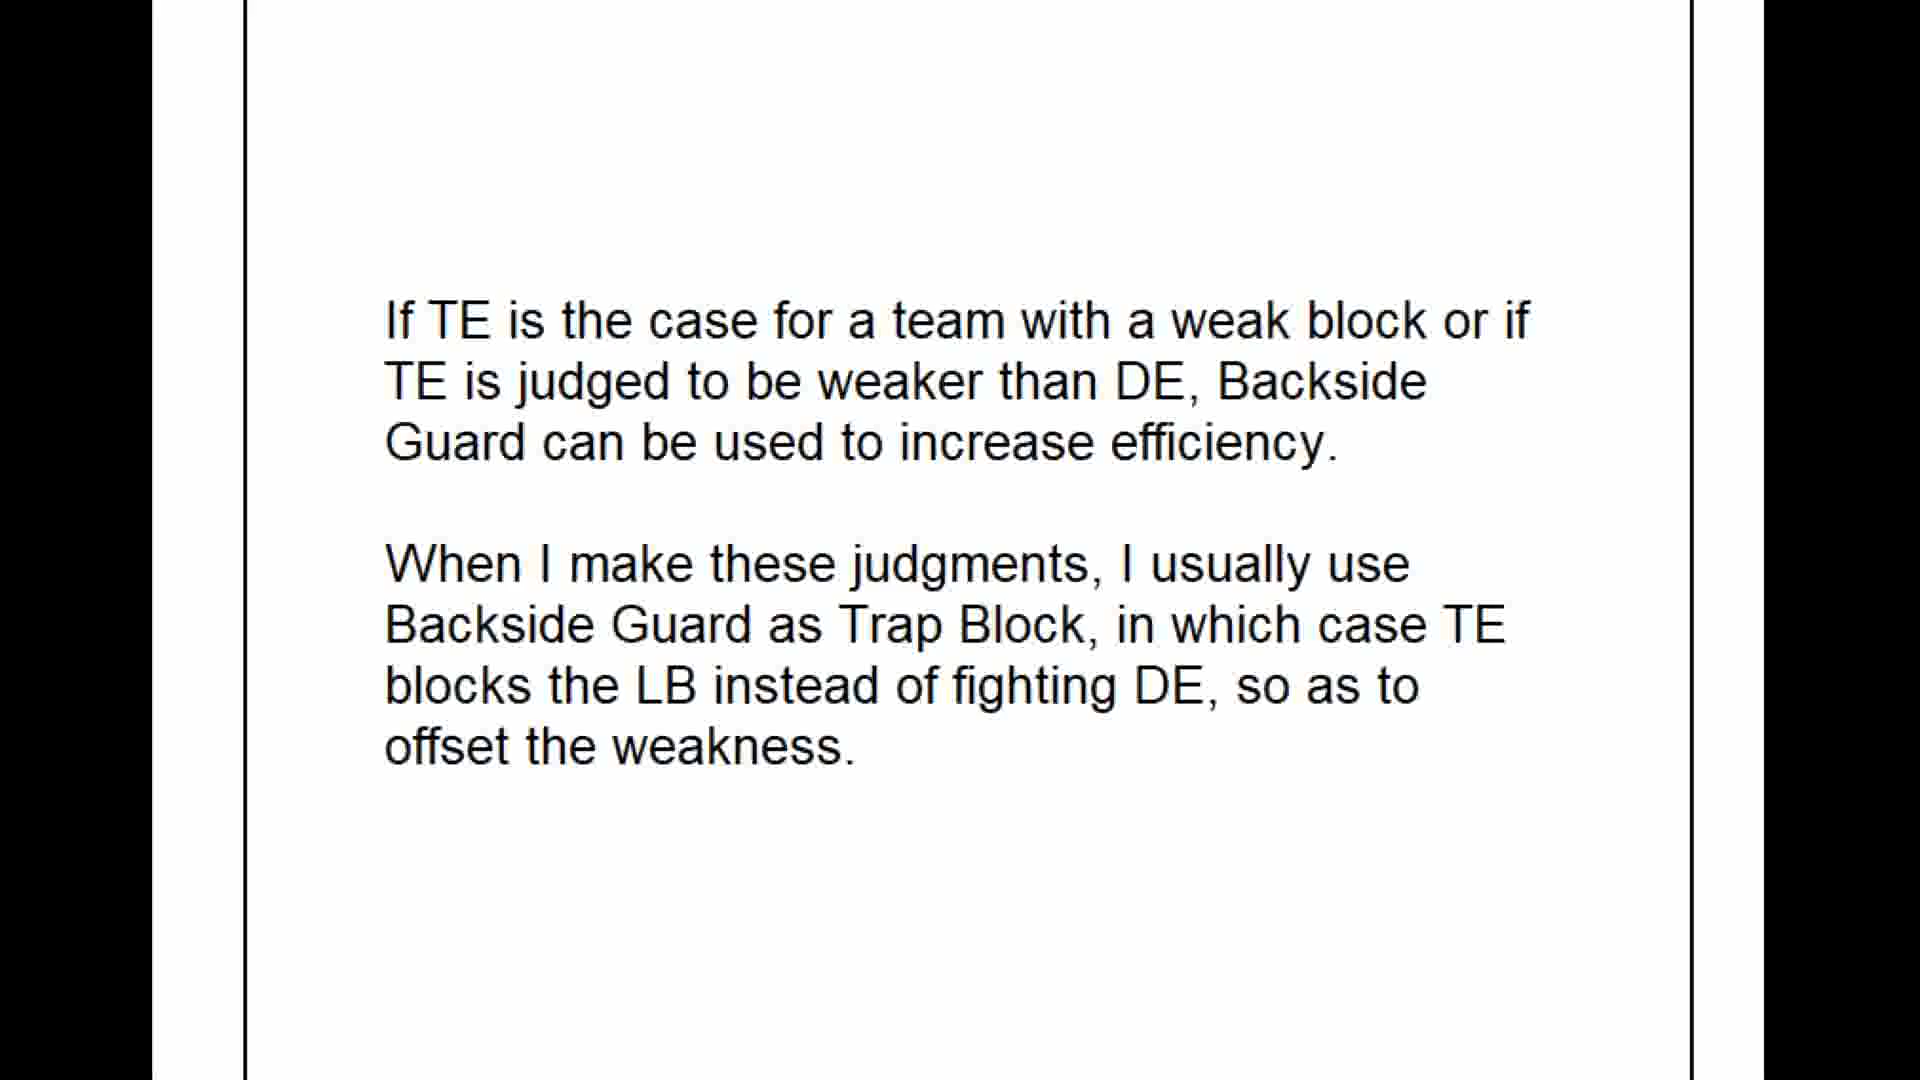 If TE is the case for a team with a weak block or if
TE is judged to be weaker than DE, Backside
Guard can be used to increase efficiency.
When I make these judgments, I usually use
Backside Guard as Trap Block, in which case TE
blocks the LB instead of fighting DE, so as to
offset the weakness.